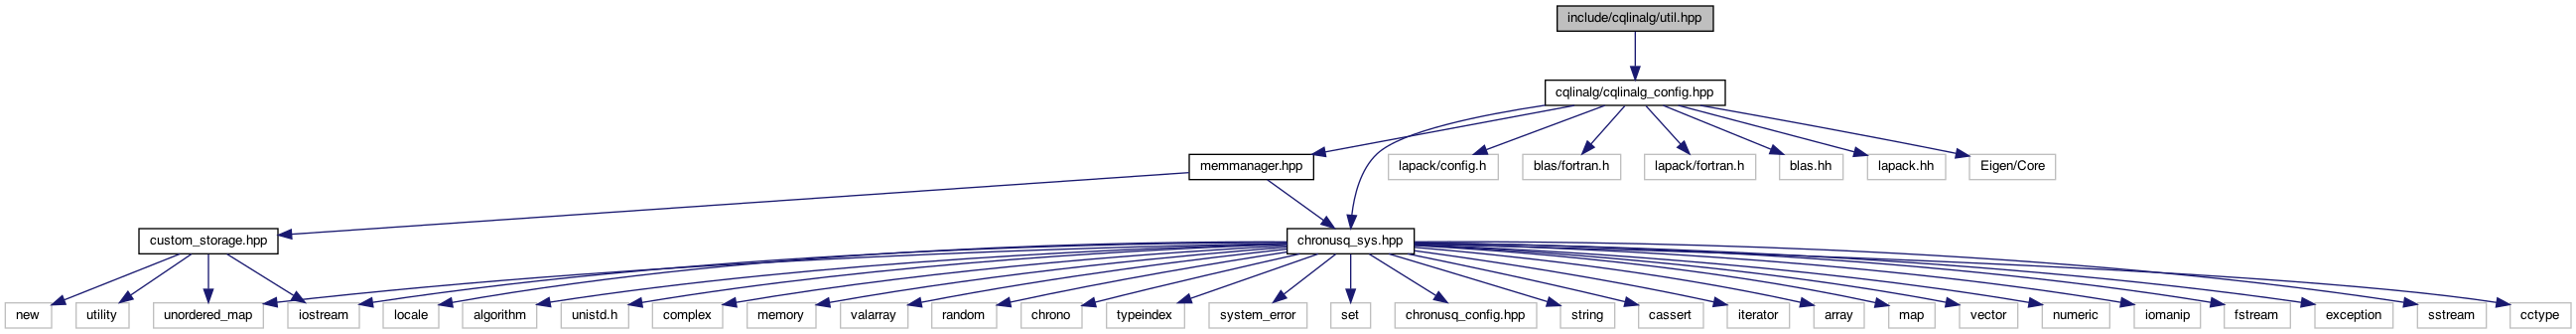 include/cqlinalg/util.hpp
cqlinalg/cqlinalg_config.hpp
memmanager.hpp
lapack/config.h
blas/fortran.h
lapack/fortran.h
blas.hh
lapack.hh
Eigen/Core
custom_storage.hpp
chronusq_sys.hpp
new
utility
unordered_map
iostream
locale
algorithm
unistd.h
complex
memory
valarray
random
chrono
typeindex
system_error
set
chronusq_config.hpp
string
cassert
iterator
array
map
vector
numeric
iomanip
fstream
exception
sstream
cctype